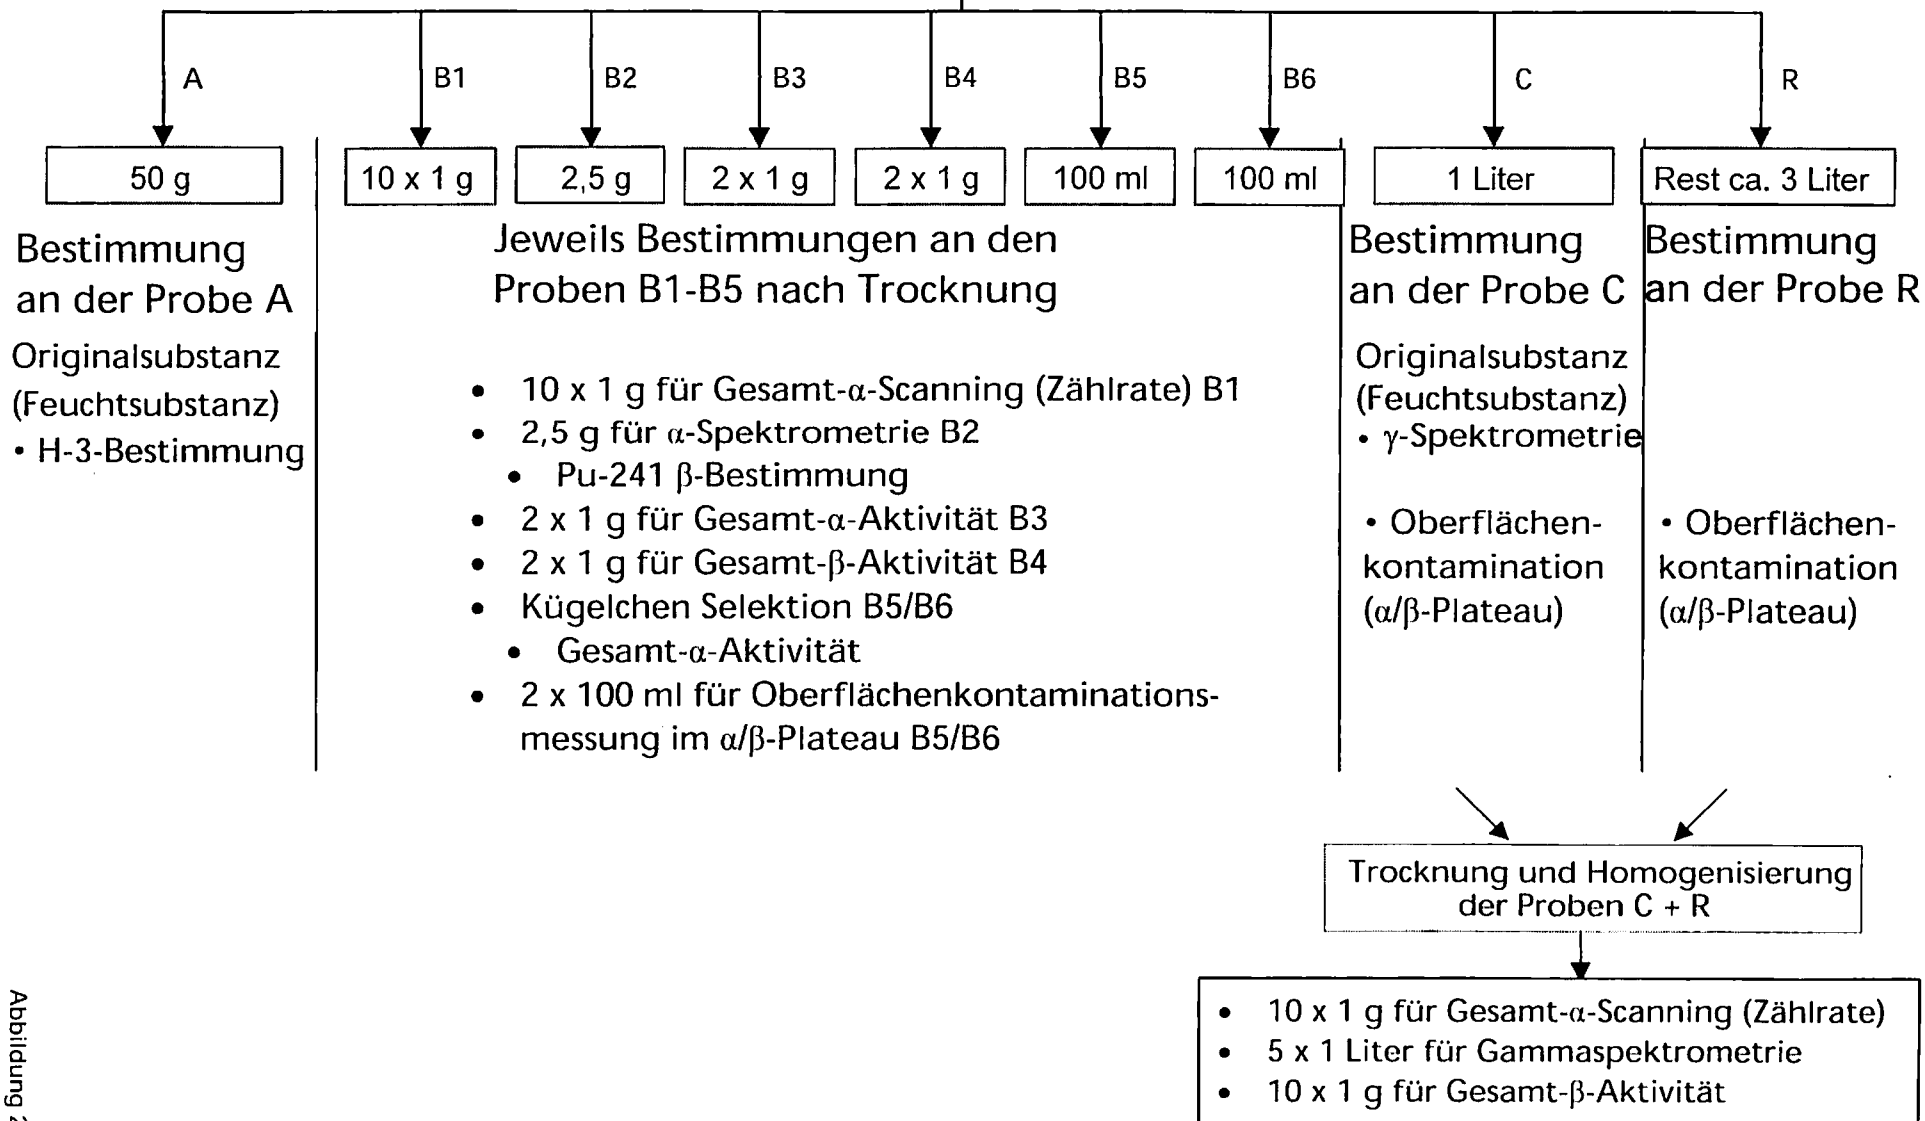 A
B1
B2
B3
B4
B5
B6
C
R
50 g
10 x 1 g
2,5 g
2 x 1 g
2 x 1 g
100 ml
100 ml
1 Liter
Rest ca. 3 Liter
Bestimmung
an der Probe A
Originalsubstanz
(Feuchtsubstanz)
• H-3-Bestimmung
Jeweils Bestimmungen an den
Proben B1-B5 nach Trocknung
• 10 x 1 g für Gesamt-α-Scanning (Zählrate) B1
• 2,5 g für α-Spektrometrie B2
• Pu-241 β-Bestimmung
• 2 x 1 g für Gesamt-α-Aktivität B3
• 2 x 1 g für Gesamt-β-Aktivität B4
• Kügelchen Selektion B5/B6
• Gesamt-α-Aktivität
• 2 x 100 ml für Oberflächenkontaminations-
messung im α/β-Plateau B5/B6
Bestimmung
an der Probe C
Originalsubstanz
(Feuchtsubstanz)
• γ-Spektrometrie
• Oberflächen-
kontamination
(α/β-Plateau)
Bestimmung
an der Probe R
• Oberflächen-
kontamination
(α/β-Plateau)
Trocknung und Homogenisierung
der Proben C + R
• 10 x 1 g für Gesamt-α-Scanning (Zählrate)
• 5 x 1 Liter für Gammaspektrometrie
• 10 x 1 g für Gesamt-β-Aktivität
Abbildung